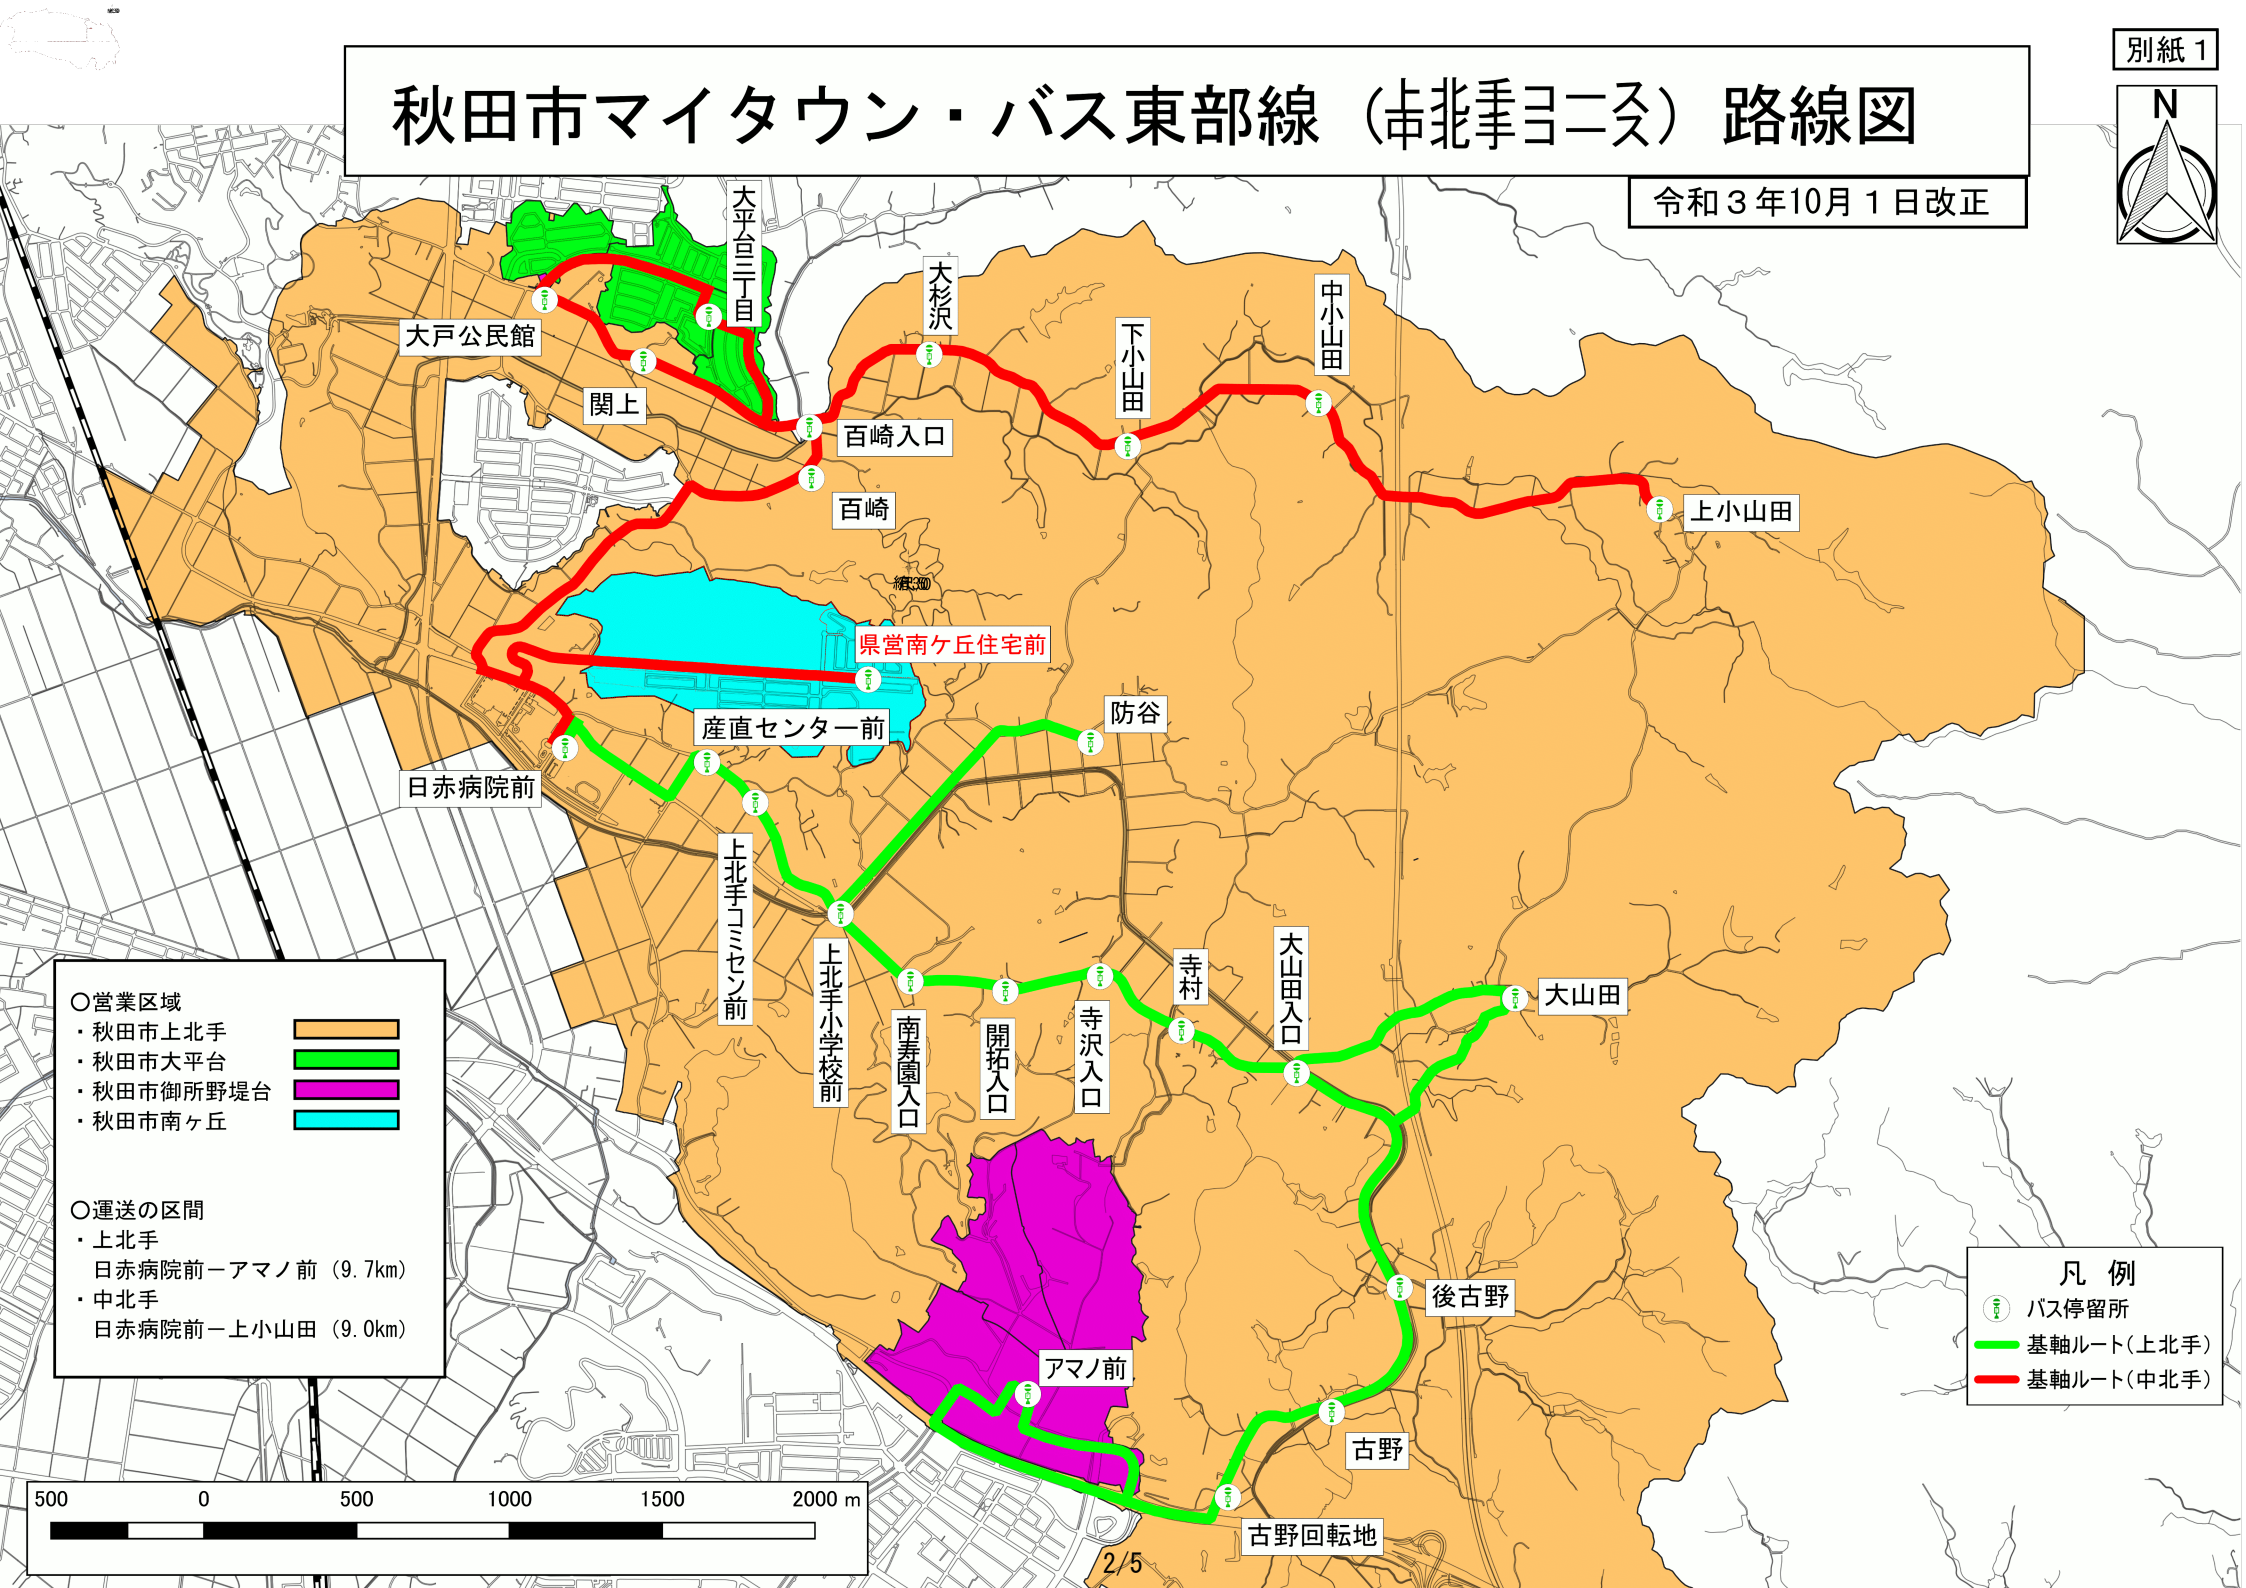 別紙１
秋田市マイタウン・バス東部線（上北手コース 中北手コース）路線図
令和３年10月１日改正
N
大平台三丁目
大戸公民館
関上
大杉沢
下小山田
中小山田
百崎入口
百崎
上小山田
県営南ケ丘住宅前
産直センター前
防谷
日赤病院前
上北手コミセン前
上北手小学校前
南寿園入口
開拓入口
寺沢入口
寺村
大山田入口
大山田
後古野
アマノ前
古野
古野回転地
〇営業区域
・秋田市上北手
・秋田市大平台
・秋田市御所野堤台
・秋田市南ヶ丘
〇運送の区間
・上北手
日赤病院前－アマノ前（9.7km）
・中北手
日赤病院前－上小山田（9.0km）
凡 例
バス停留所
基軸ルート(上北手)
基軸ルート(中北手)
500 0 500 1000 1500 2000 m
2/5